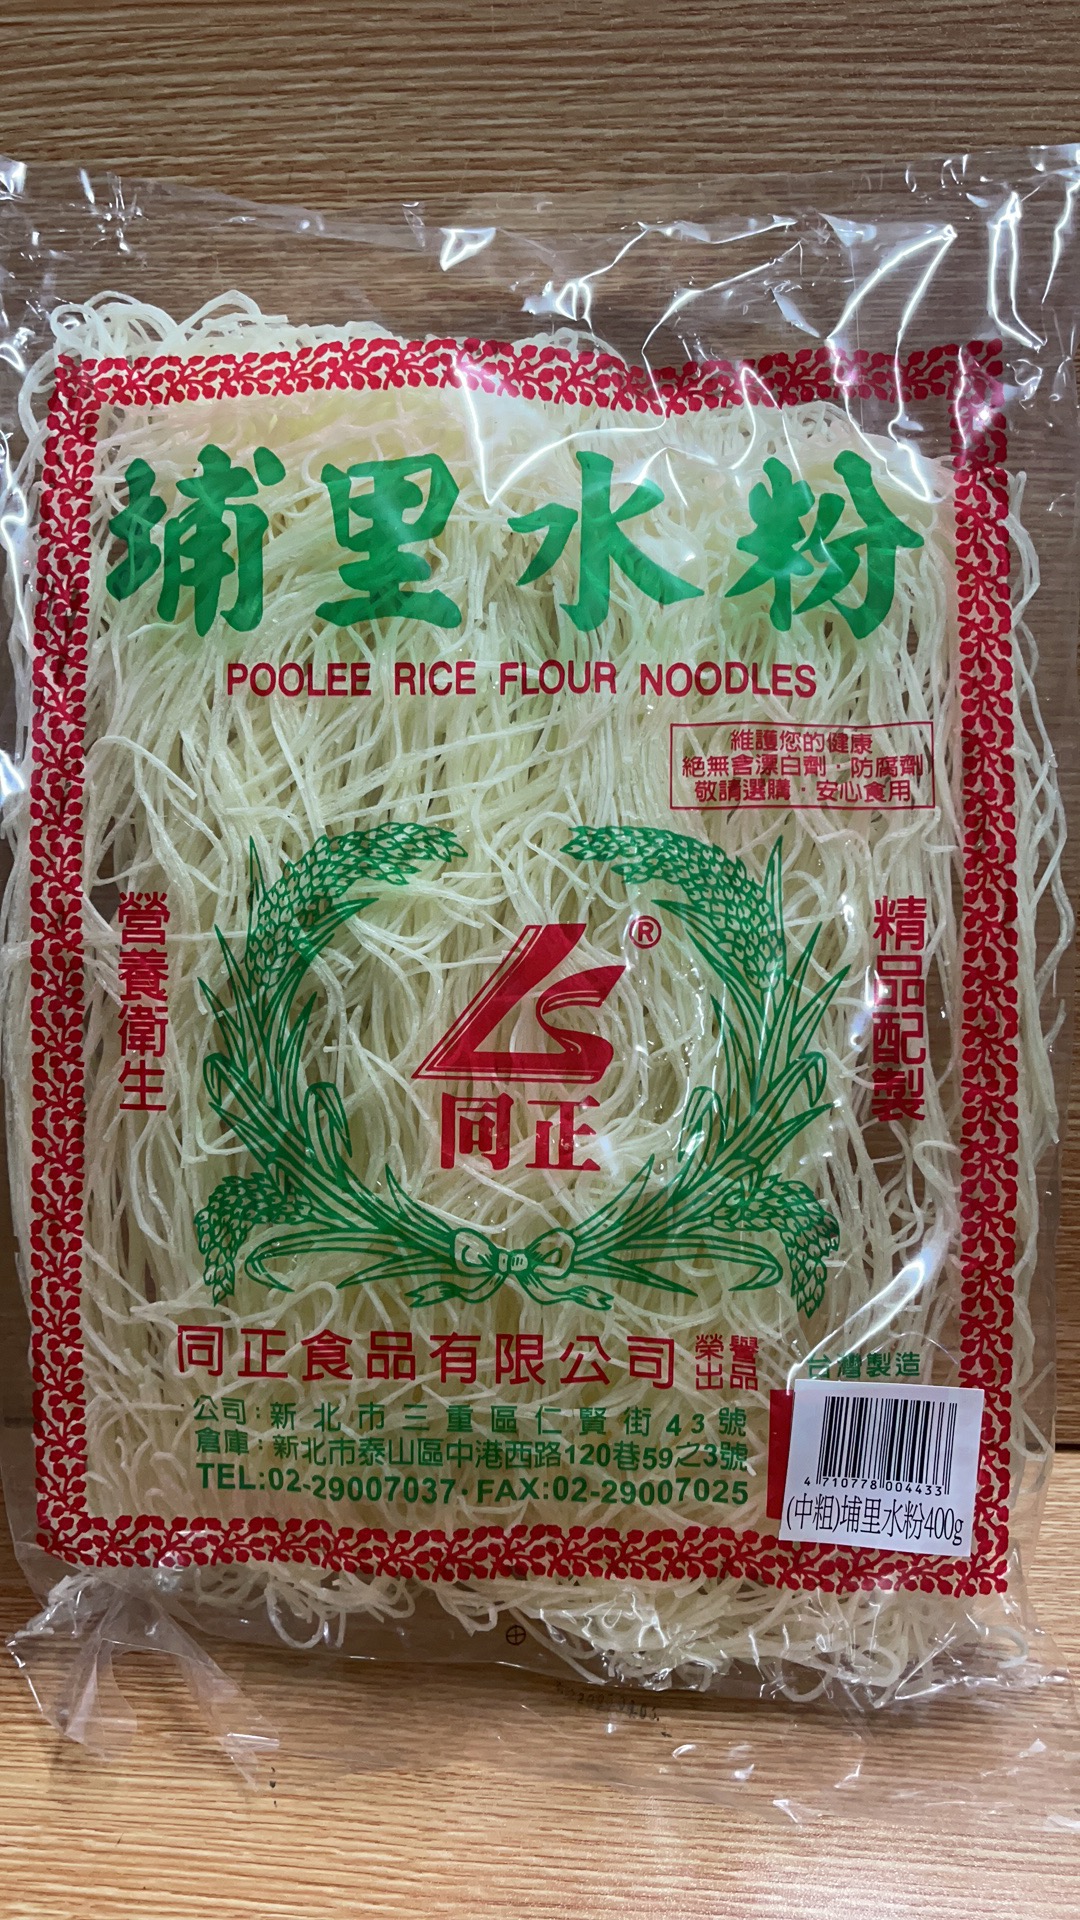 埔里水粉
POOLEE RICE FLOUR NOODLES
維護您的健康
絕無含漂白劑·防腐劑
敬請選購·安心食用
營養衛生
精品配製
®
LS
同正
同正食品有限公司 榮譽出品
台灣製造
公司:新北市三重區仁賢街43號
倉庫:新北市泰山區中港西路120巷59之3號
TEL:02-29007037·FAX:02-29007025
4 710778 004433
(中粗)埔里水粉400g